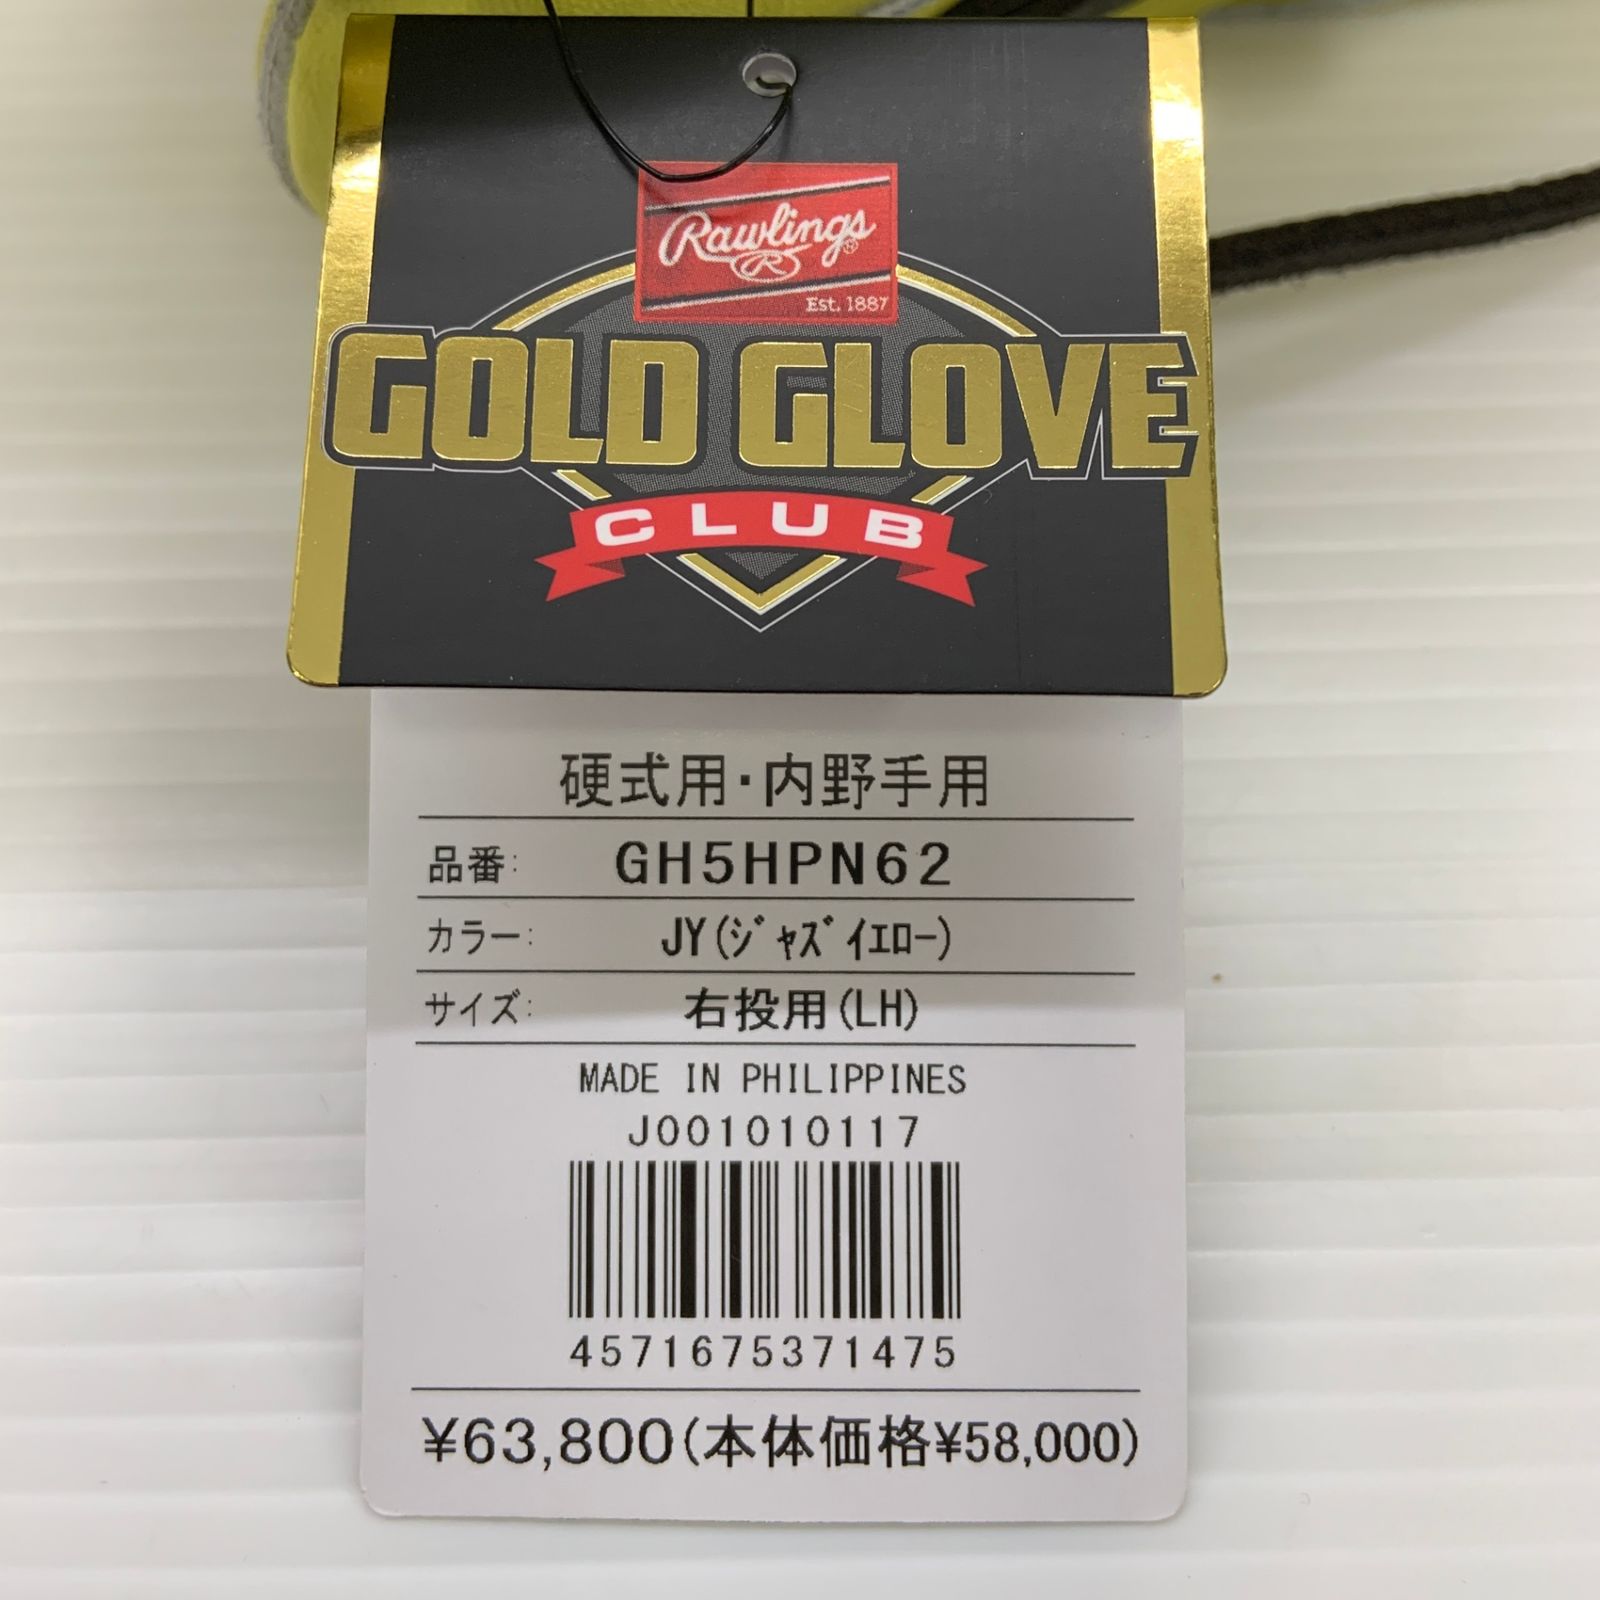 Rawlings®
R
Est. 1887
GOLD GLOVE
CLUB
硬式用・内野手用
品番: GH5HPN62
カラー: JY(ｼﾞｬｽﾞｲｴﾛｰ)
サイズ: 右投用(LH)
MADE IN PHILIPPINES
J001010117
4571675371475
¥63,800(本体価格¥58,000)